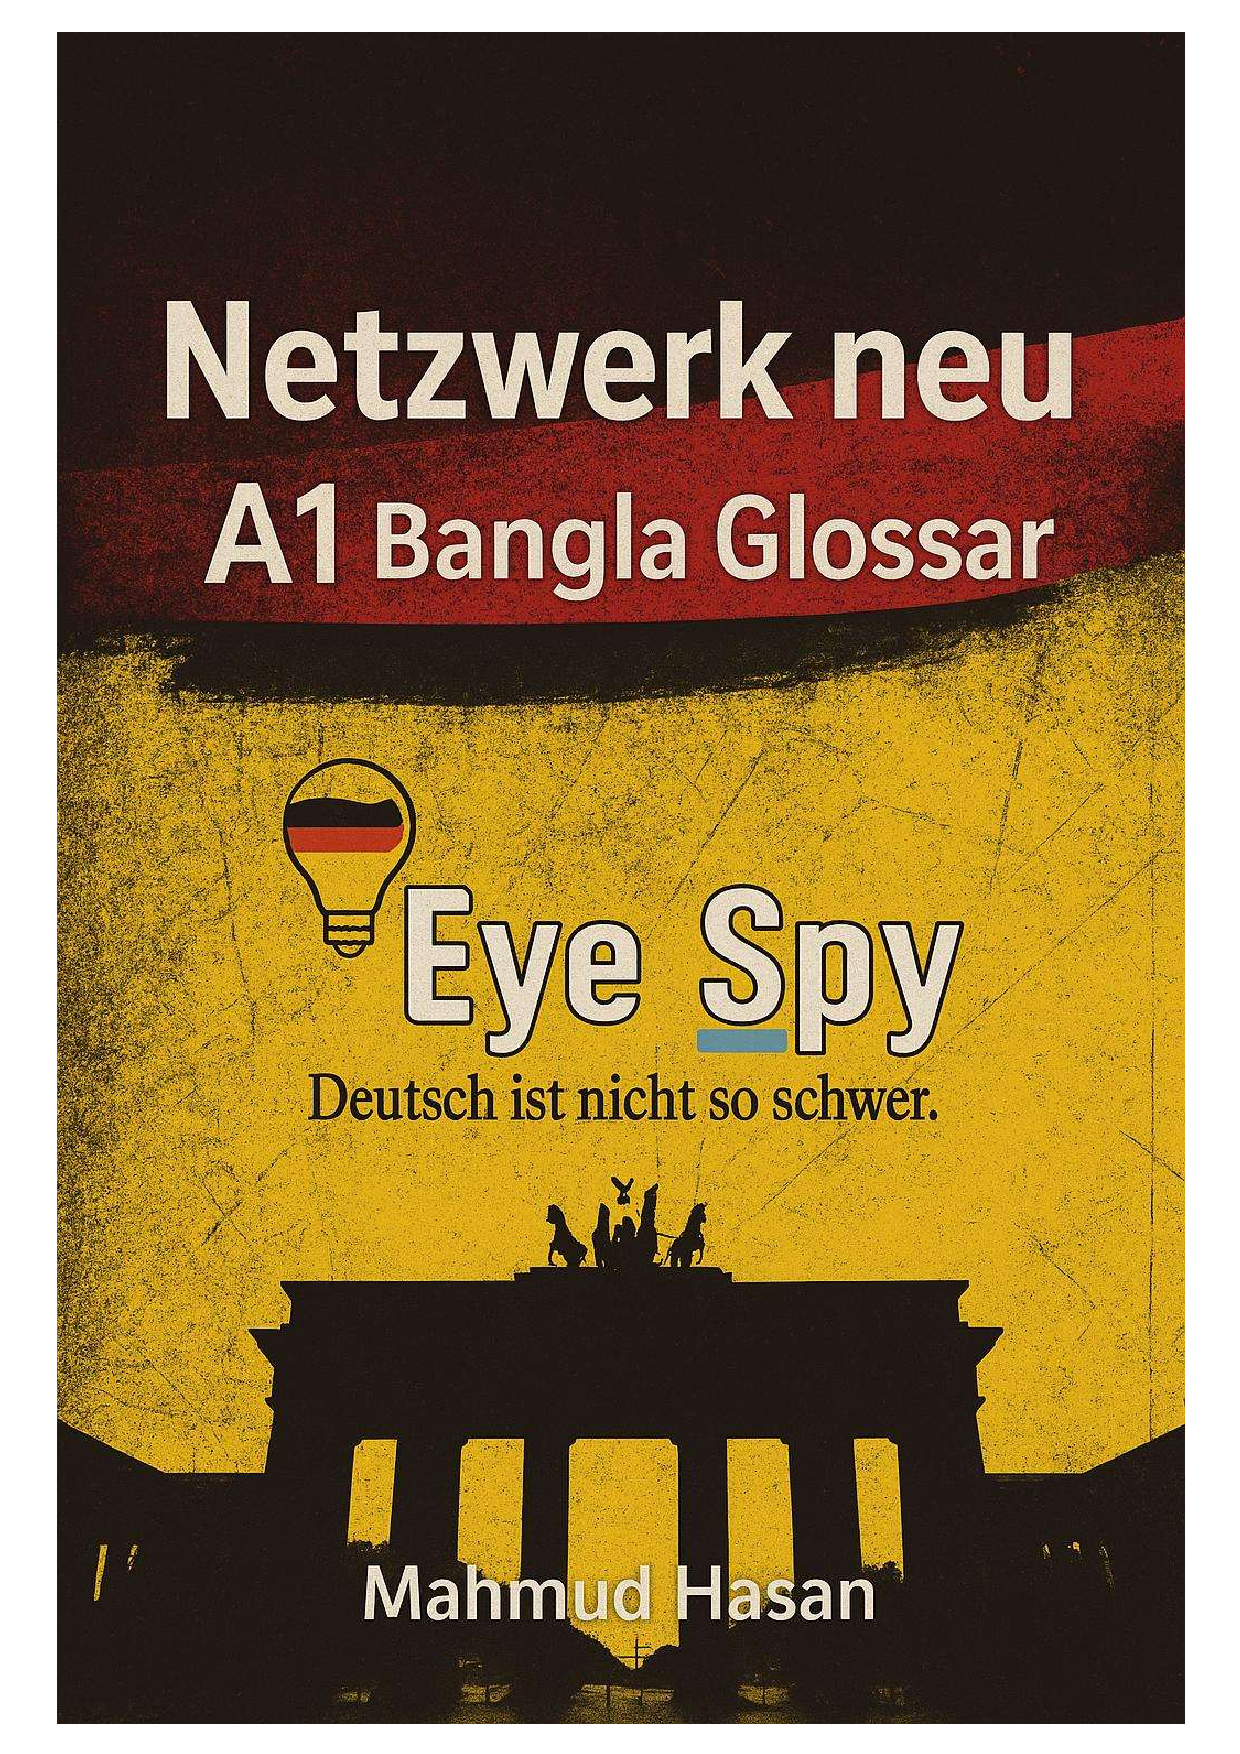 Netzwerk neu
A1 Bangla Glossar
Eye Spy
Deutsch ist nicht so schwer.
Mahmud Hasan